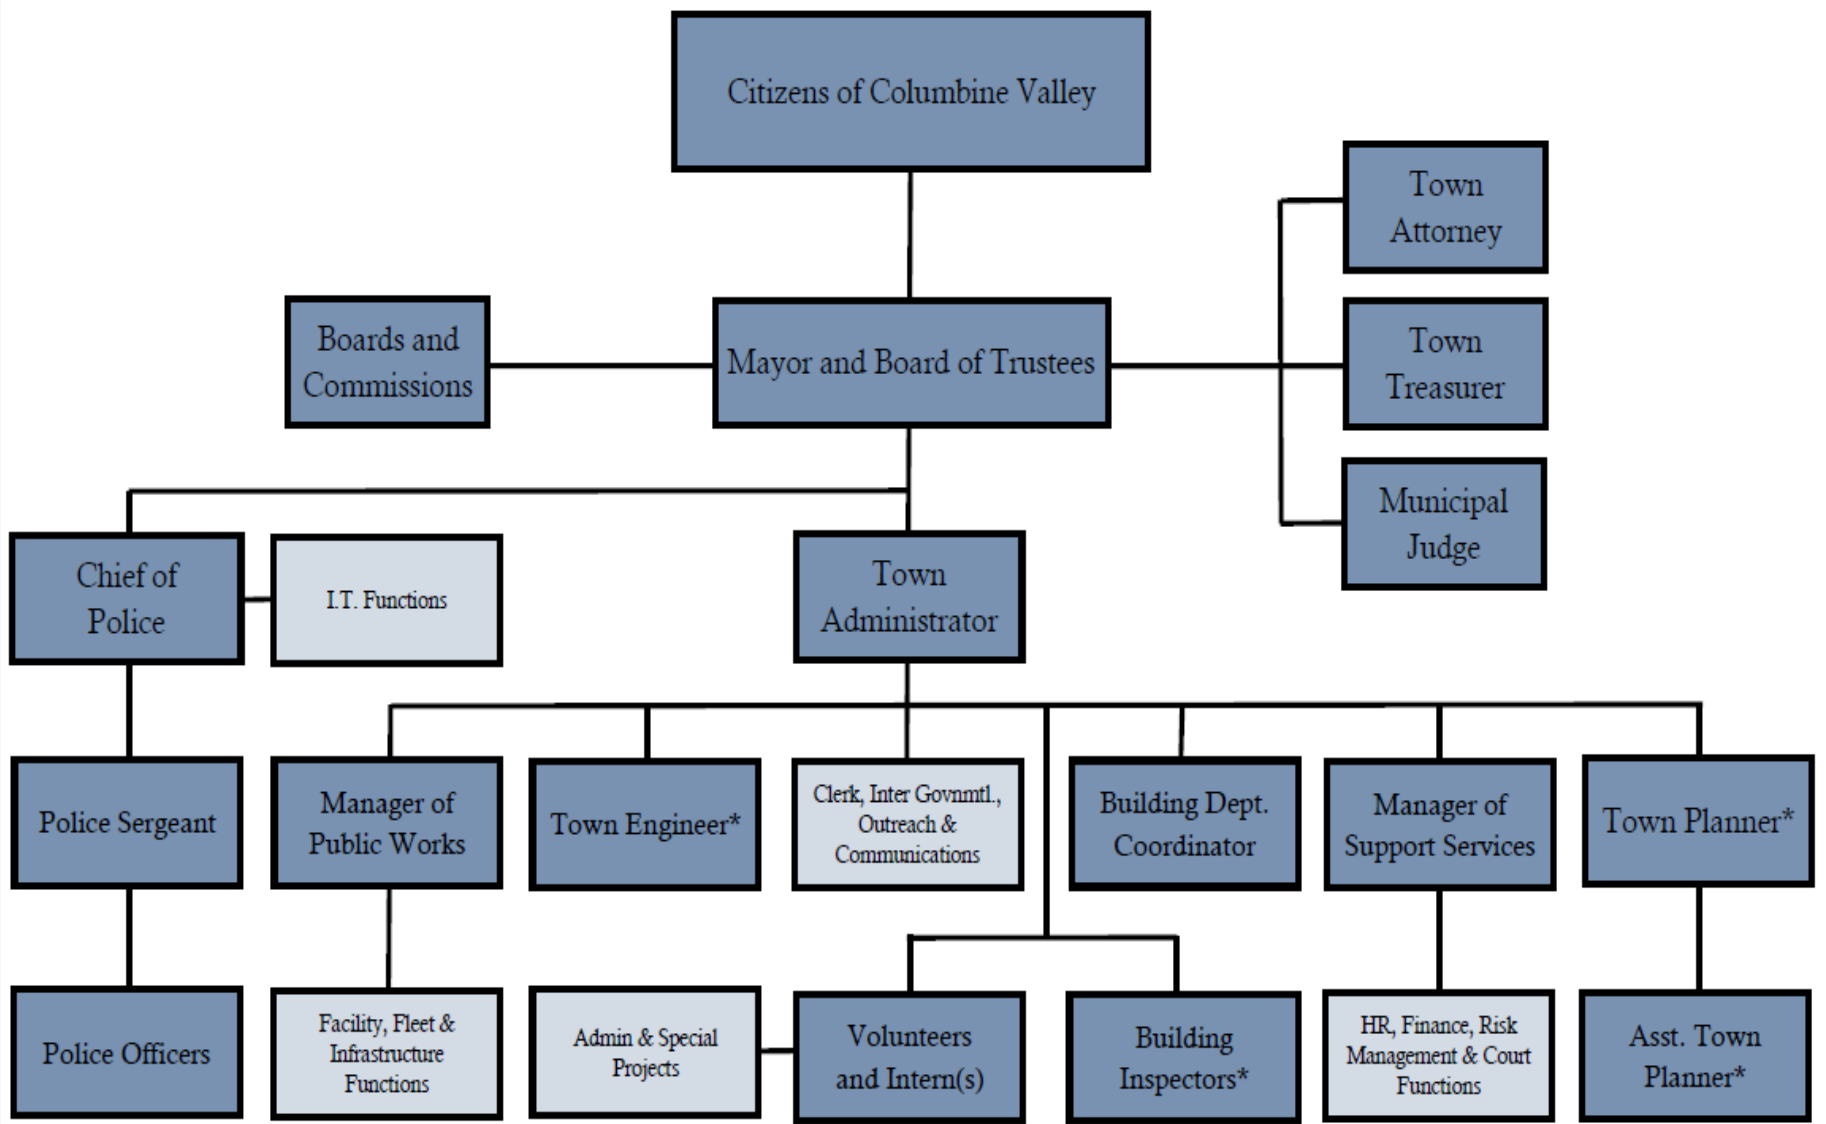 Citizens of Columbine Valley
Town
Attorney
Boards and
Commissions
Mayor and Board of Trustees
Town
Treasurer
Municipal
Judge
Chief of
Police
I.T. Functions
Town
Administrator
Police Sergeant
Manager of
Public Works
Town Engineer*
Clerk, Inter Govnmtl.,
Outreach &
Communications
Building Dept.
Coordinator
Manager of
Support Services
Town Planner*
Police Officers
Facility, Fleet &
Infrastructure
Functions
Admin & Special
Projects
Volunteers
and Intern(s)
Building
Inspectors*
HR, Finance, Risk
Management & Court
Functions
Asst. Town
Planner*